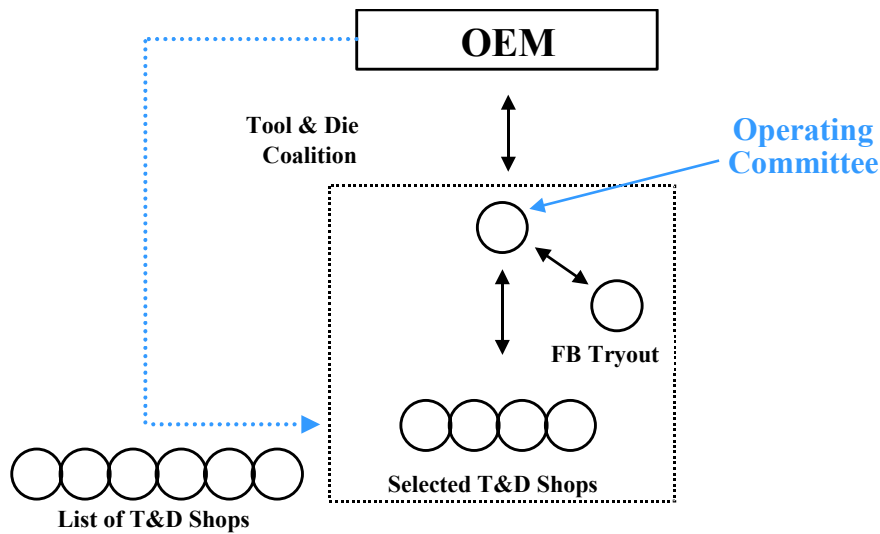 OEM
Tool & Die
Coalition
Operating
Committee
FB Tryout
Selected T&D Shops
List of T&D Shops